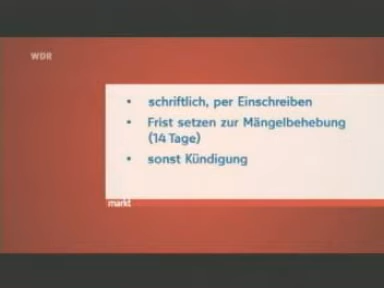 WDR
• schriftlich, per Einschreiben
• Frist setzen zur Mängelbehebung
(14 Tage)
• sonst Kündigung
markt